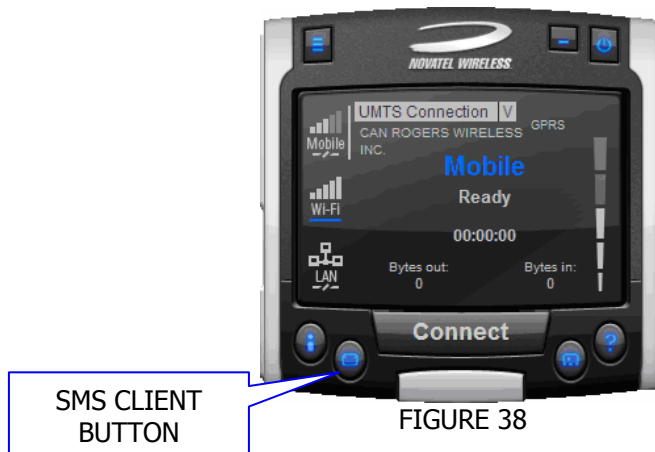 NOVATEL WIRELESS
UMTS Connection V
CAN ROGERS WIRELESS GPRS
INC.
Mobile
Mobile
Ready
Wi-Fi
00:00:00
LAN
Bytes out: Bytes in:
0 0
Connect
?
SMS CLIENT
BUTTON
FIGURE 38